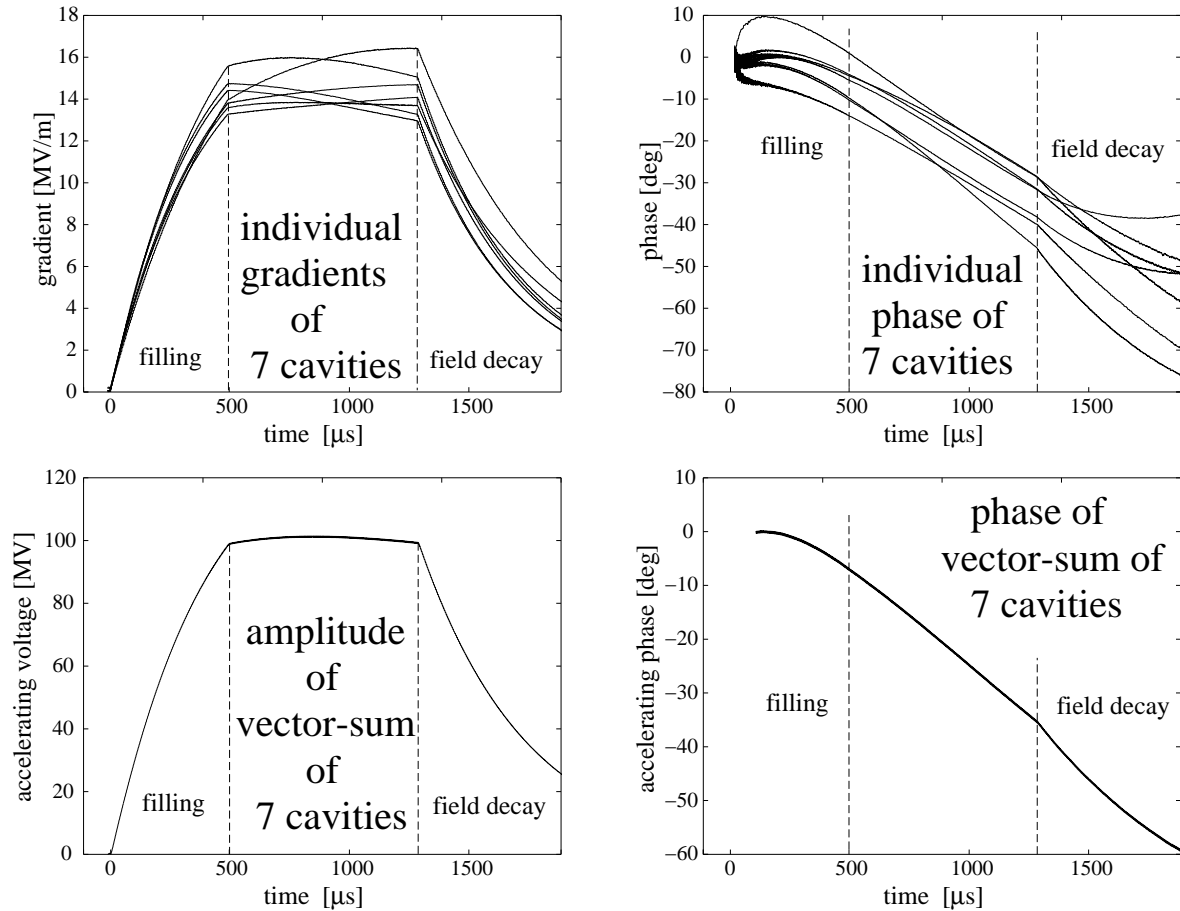 gradient [MV/m]
18
16
14
12
10
8
6
4
2
0
individual
gradients
of
7 cavities
filling
field decay
0
500
1000
1500
time [μs]
phase [deg]
10
0
−10
−20
−30
−40
−50
−60
−70
−80
filling
field decay
individual
phase of
7 cavities
0
500
1000
1500
time [μs]
accelerating voltage [MV]
120
100
80
60
40
20
0
amplitude
of
vector-sum
of
7 cavities
filling
field decay
0
500
1000
1500
time [μs]
accelerating phase [deg]
10
0
−10
−20
−30
−40
−50
−60
phase of
vector-sum of
7 cavities
filling
field decay
0
500
1000
1500
time [μs]